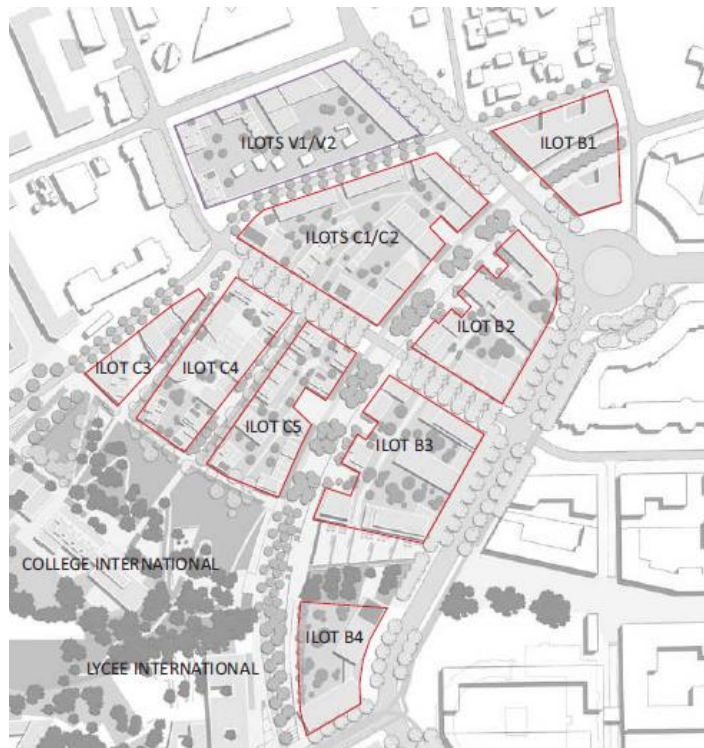 ILOTS V1/V2
ILOT B1
ILOTS C1/C2
ILOT B2
ILOT C3
ILOT C4
ILOT C5
ILOT B3
COLLEGE INTERNATIONAL
ILOT B4
LYCEE INTERNATIONAL